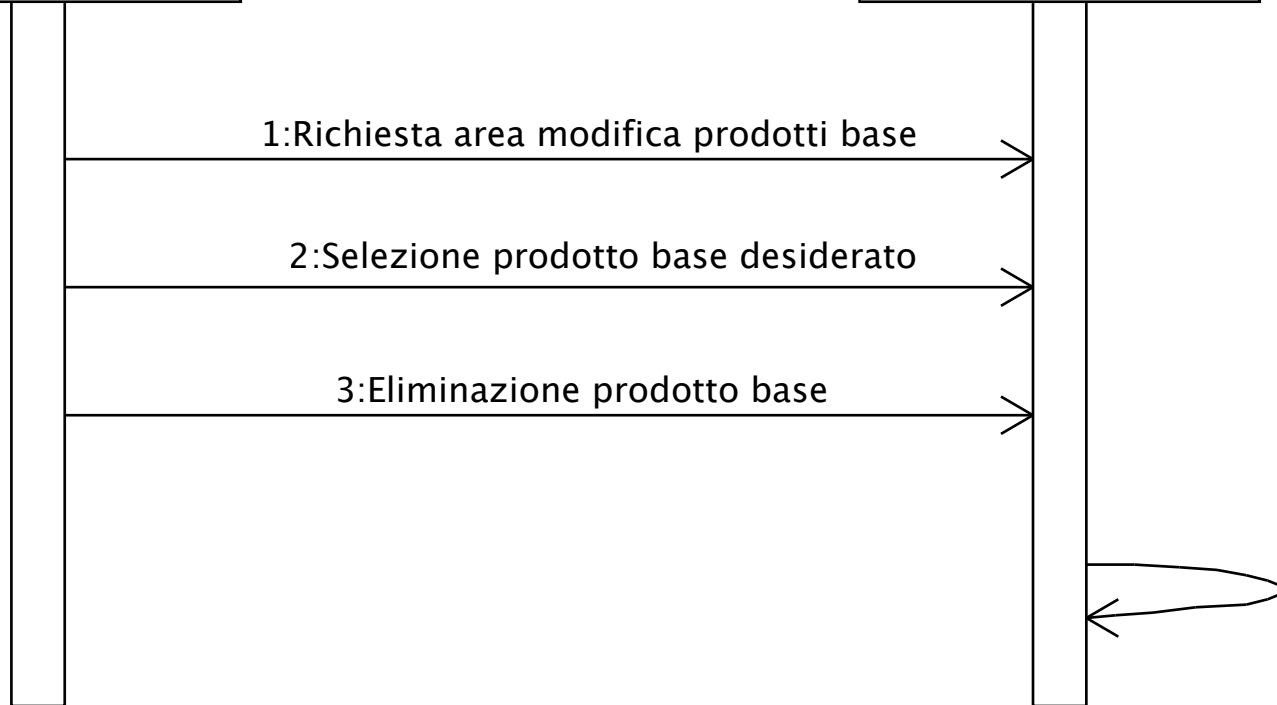 1:Richiesta area modifica prodotti base
2:Selezione prodotto base desiderato
3:Eliminazione prodotto base